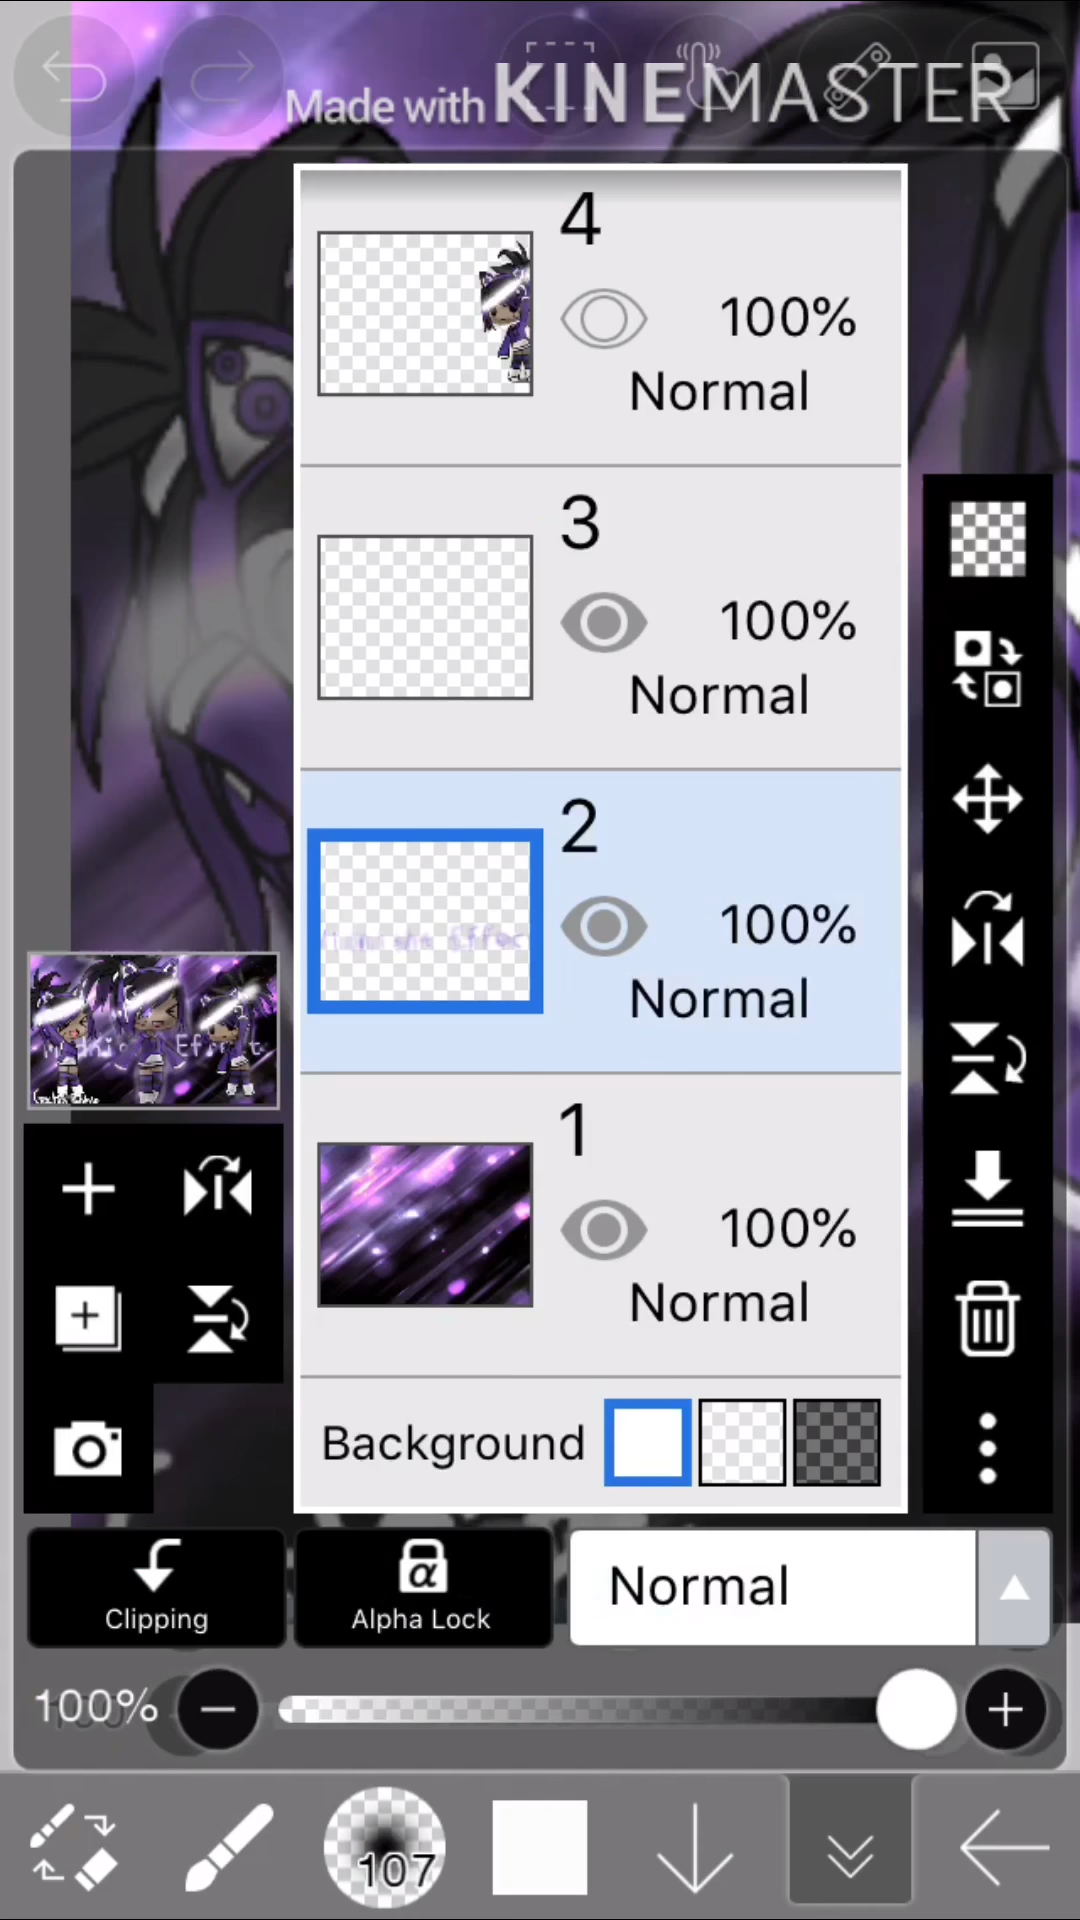 Made with KINEMASTER
4
100%
Normal
3
100%
Normal
2
Effec
100%
Normal
1
100%
Normal
Background
Clipping
α
Alpha Lock
Normal
100%
107